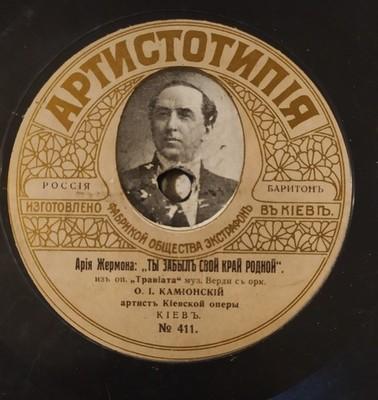 АРТИСТОТИПІЯ
РОССІЯ
БАРИТОНЪ
ИЗГОТОВЛЕНО
ВЪ КІЕВѢ.
ФАБРИКОЙ ОБЩЕСТВА ЭКСТРАФОНЪ
Арія Жермона: „ТЫ ЗАБЫЛЪ СВОЙ КРАЙ РОДНОЙ“.
изъ оп. „Травіата“ муз. Верди съ орк.
О. І. КАМІОНСКІЙ
артистъ Кіевской оперы
КІЕВЪ.
№ 411.